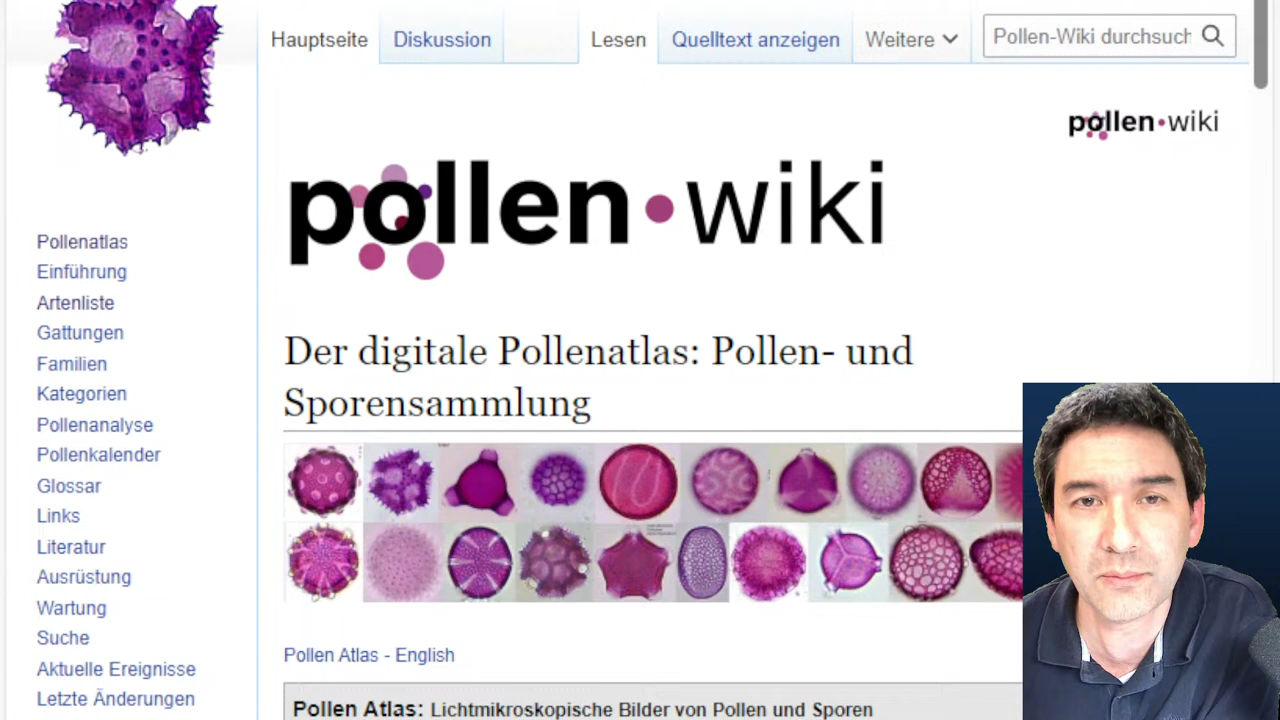 Hauptseite
Diskussion
Lesen
Quelltext anzeigen
Weitere
Pollen-Wiki durchsuch
pollen·wiki
pollen·wiki
Pollenatlas
Einführung
Artenliste
Gattungen
Familien
Kategorien
Pollenanalyse
Pollenkalender
Glossar
Links
Literatur
Ausrüstung
Wartung
Suche
Aktuelle Ereignisse
Letzte Änderungen
Der digitale Pollenatlas: Pollen- und
Sporensammlung
Pollen Atlas - English
Pollen Atlas: Lichtmikroskopische Bilder von Pollen und Sporen